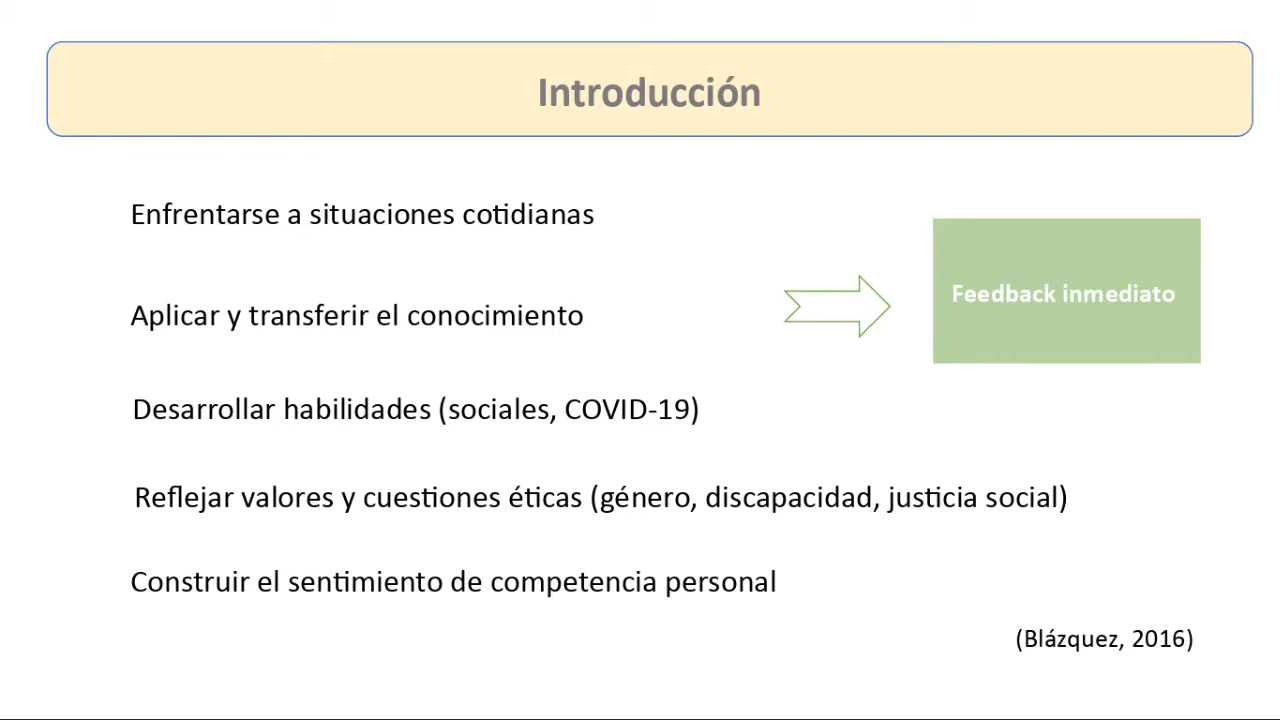 Introducción
Enfrentarse a situaciones cotidianas
Feedback inmediato
Aplicar y transferir el conocimiento
Desarrollar habilidades (sociales, COVID-19)
Reflejar valores y cuestiones éticas (género, discapacidad, justicia social)
Construir el sentimiento de competencia personal
(Blázquez, 2016)